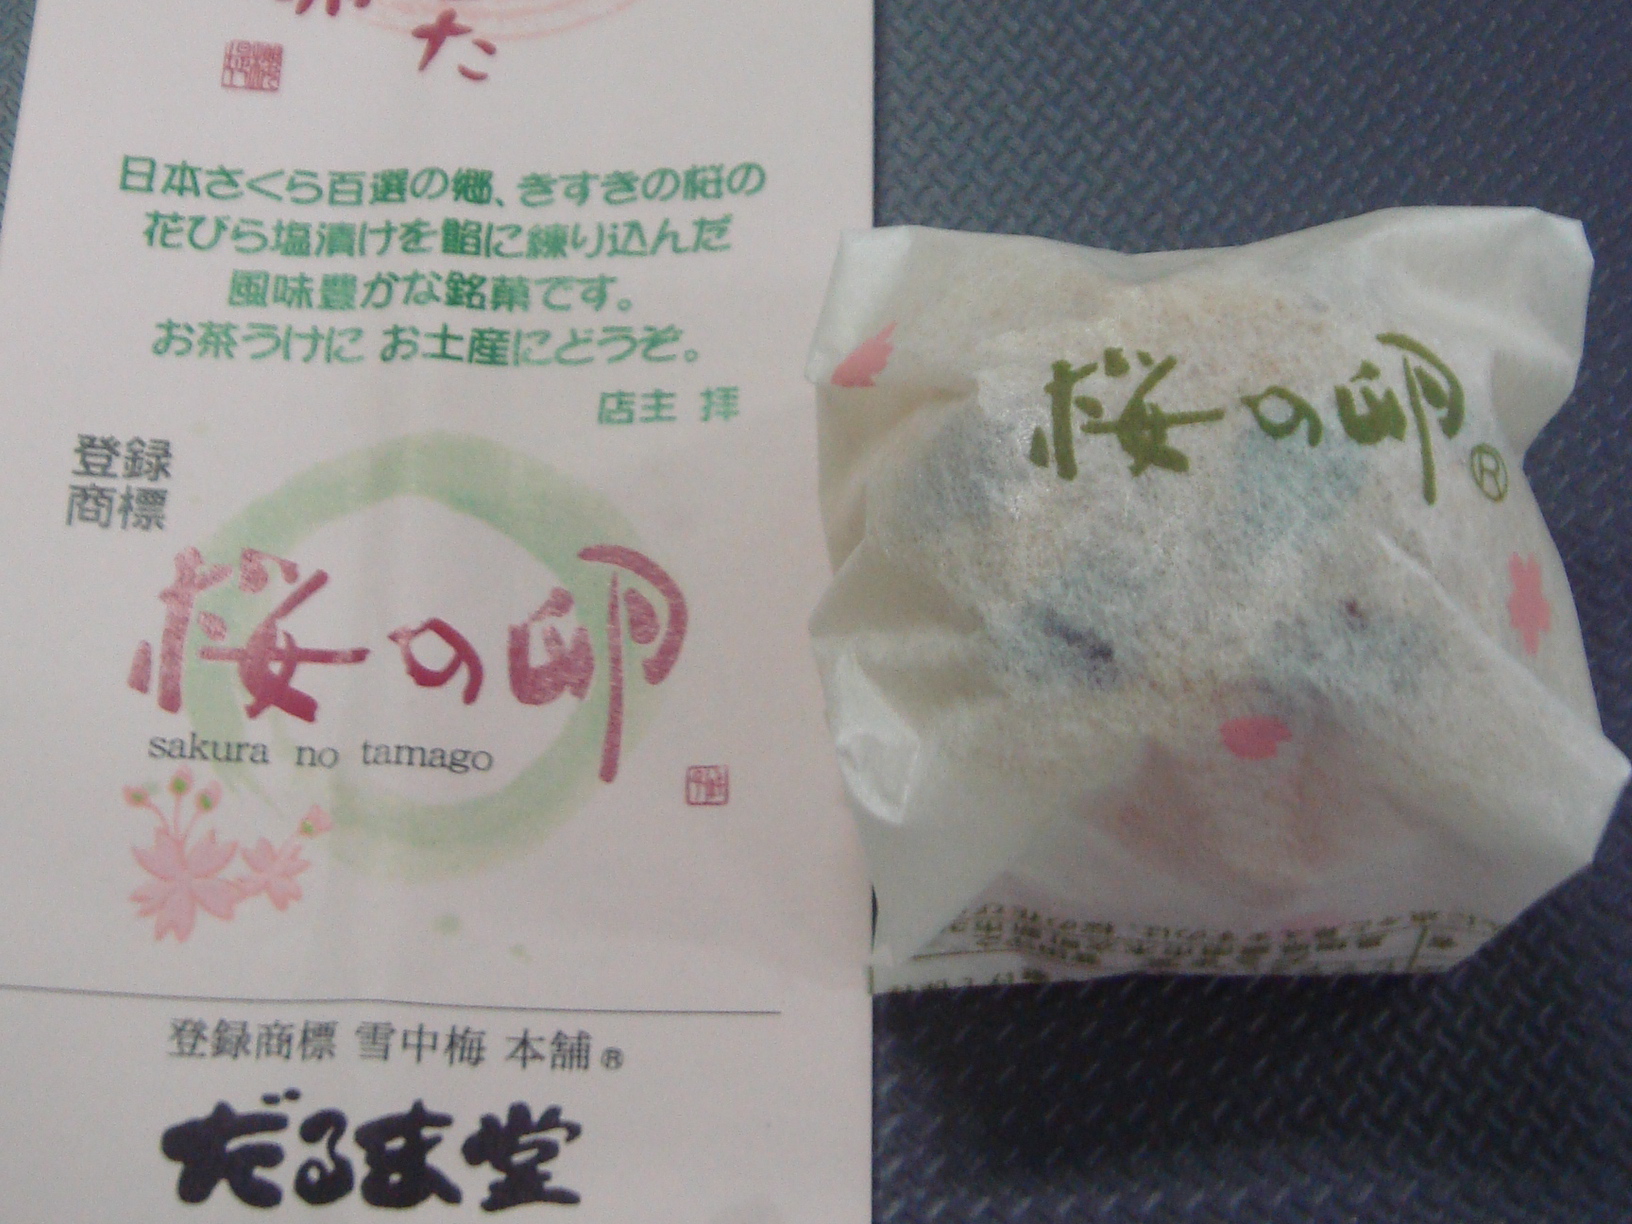 た
日本さくら百選の郷、きすきの桜の
花びら塩漬けを餡に練り込んだ
風味豊かな銘菓です。
お茶うけに お土産にどうぞ。
店主 拝
登録
商標
桜の卵
sakura no tamago
登録商標 雪中梅 本舗®
だるま堂
桜の卵®